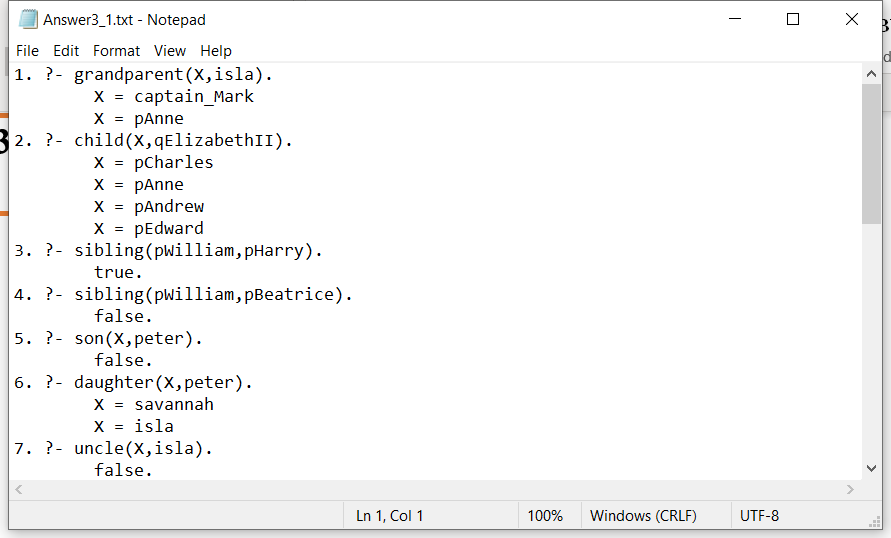 Answer3_1.txt - Notepad
File Edit Format View Help
1. ?- grandparent(X,isla).
X = captain_Mark
X = pAnne
2. ?- child(X,qElizabethII).
X = pCharles
X = pAnne
X = pAndrew
X = pEdward
3. ?- sibling(pWilliam,pHarry).
true.
4. ?- sibling(pWilliam,pBeatrice).
false.
5. ?- son(X,peter).
false.
6. ?- daughter(X,peter).
X = savannah
X = isla
7. ?- uncle(X,isla).
false.
Ln 1, Col 1 100% Windows (CRLF) UTF-8